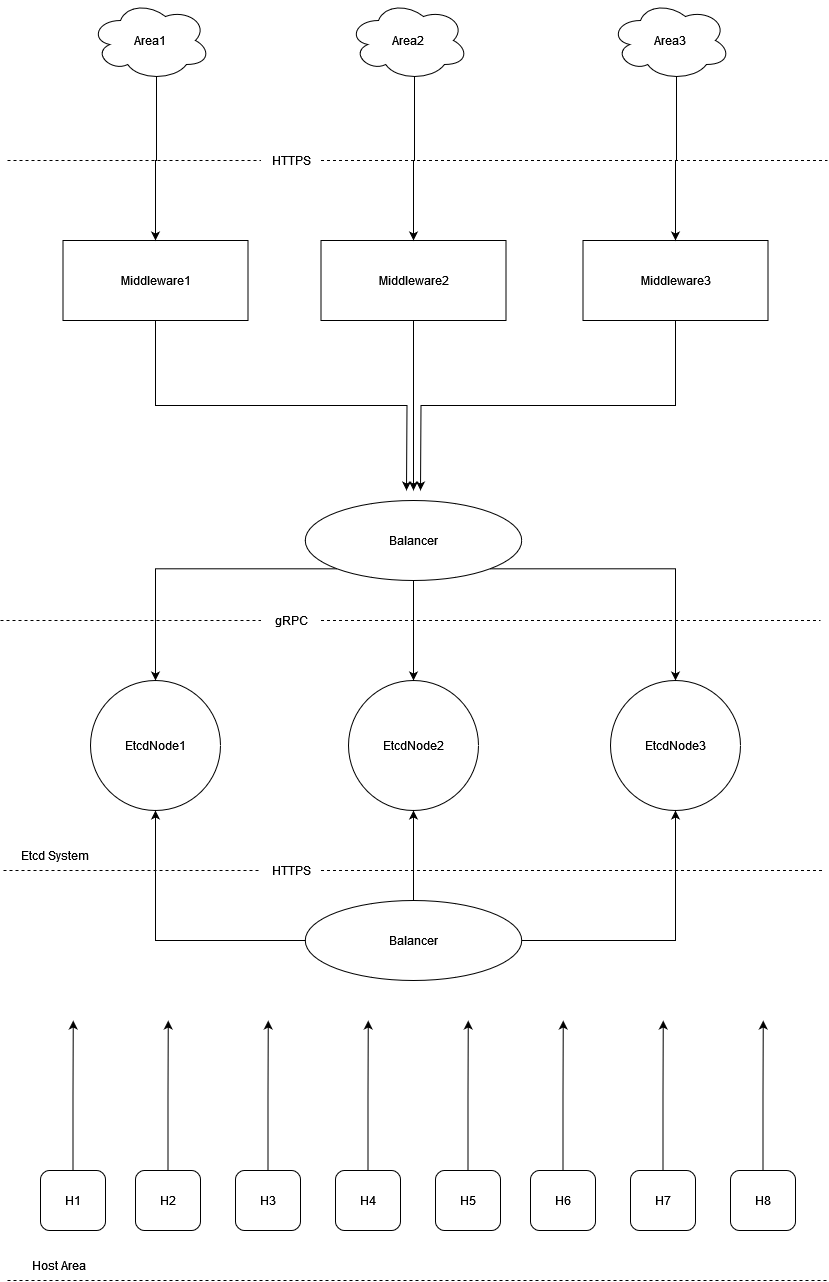 Area1
Area2
Area3
HTTPS
Middleware1
Middleware2
Middleware3
Balancer
gRPC
EtcdNode1
EtcdNode2
EtcdNode3
Etcd System
HTTPS
Balancer
H1
H2
H3
H4
H5
H6
H7
H8
Host Area